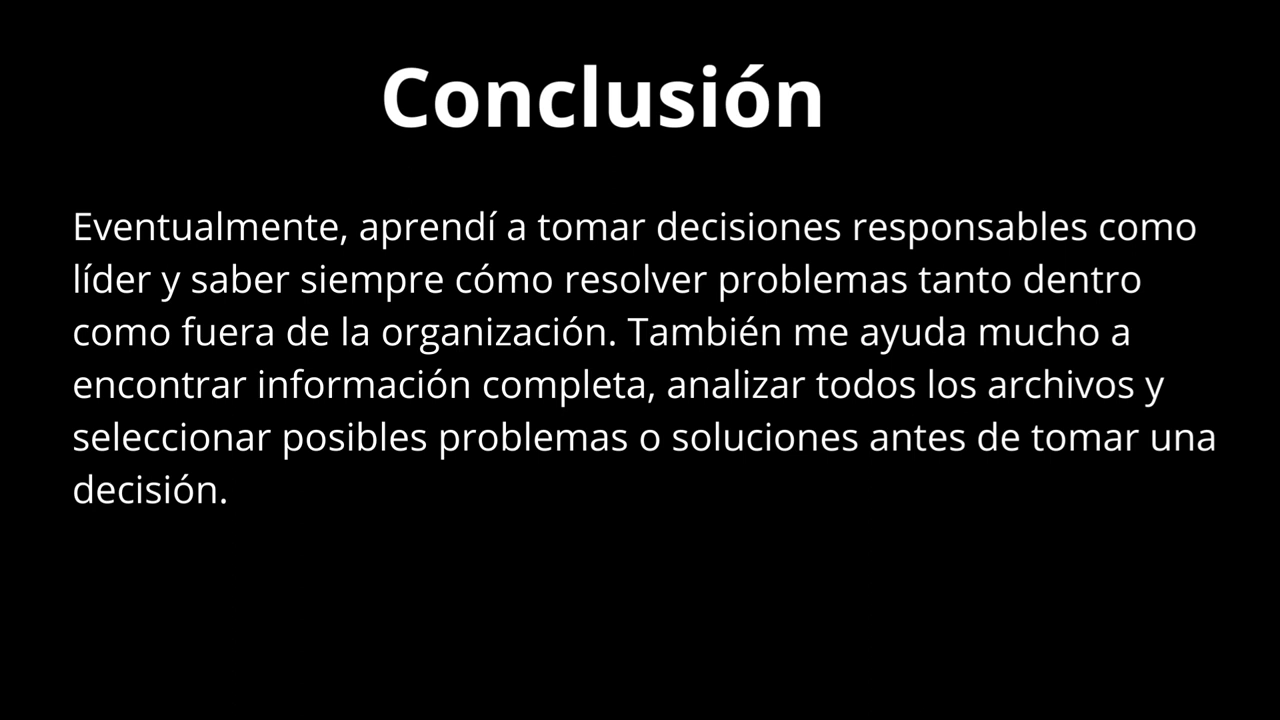 Conclusión
Eventualmente, aprendí a tomar decisiones responsables como
líder y saber siempre cómo resolver problemas tanto dentro
como fuera de la organización. También me ayuda mucho a
encontrar información completa, analizar todos los archivos y
seleccionar posibles problemas o soluciones antes de tomar una
decisión.